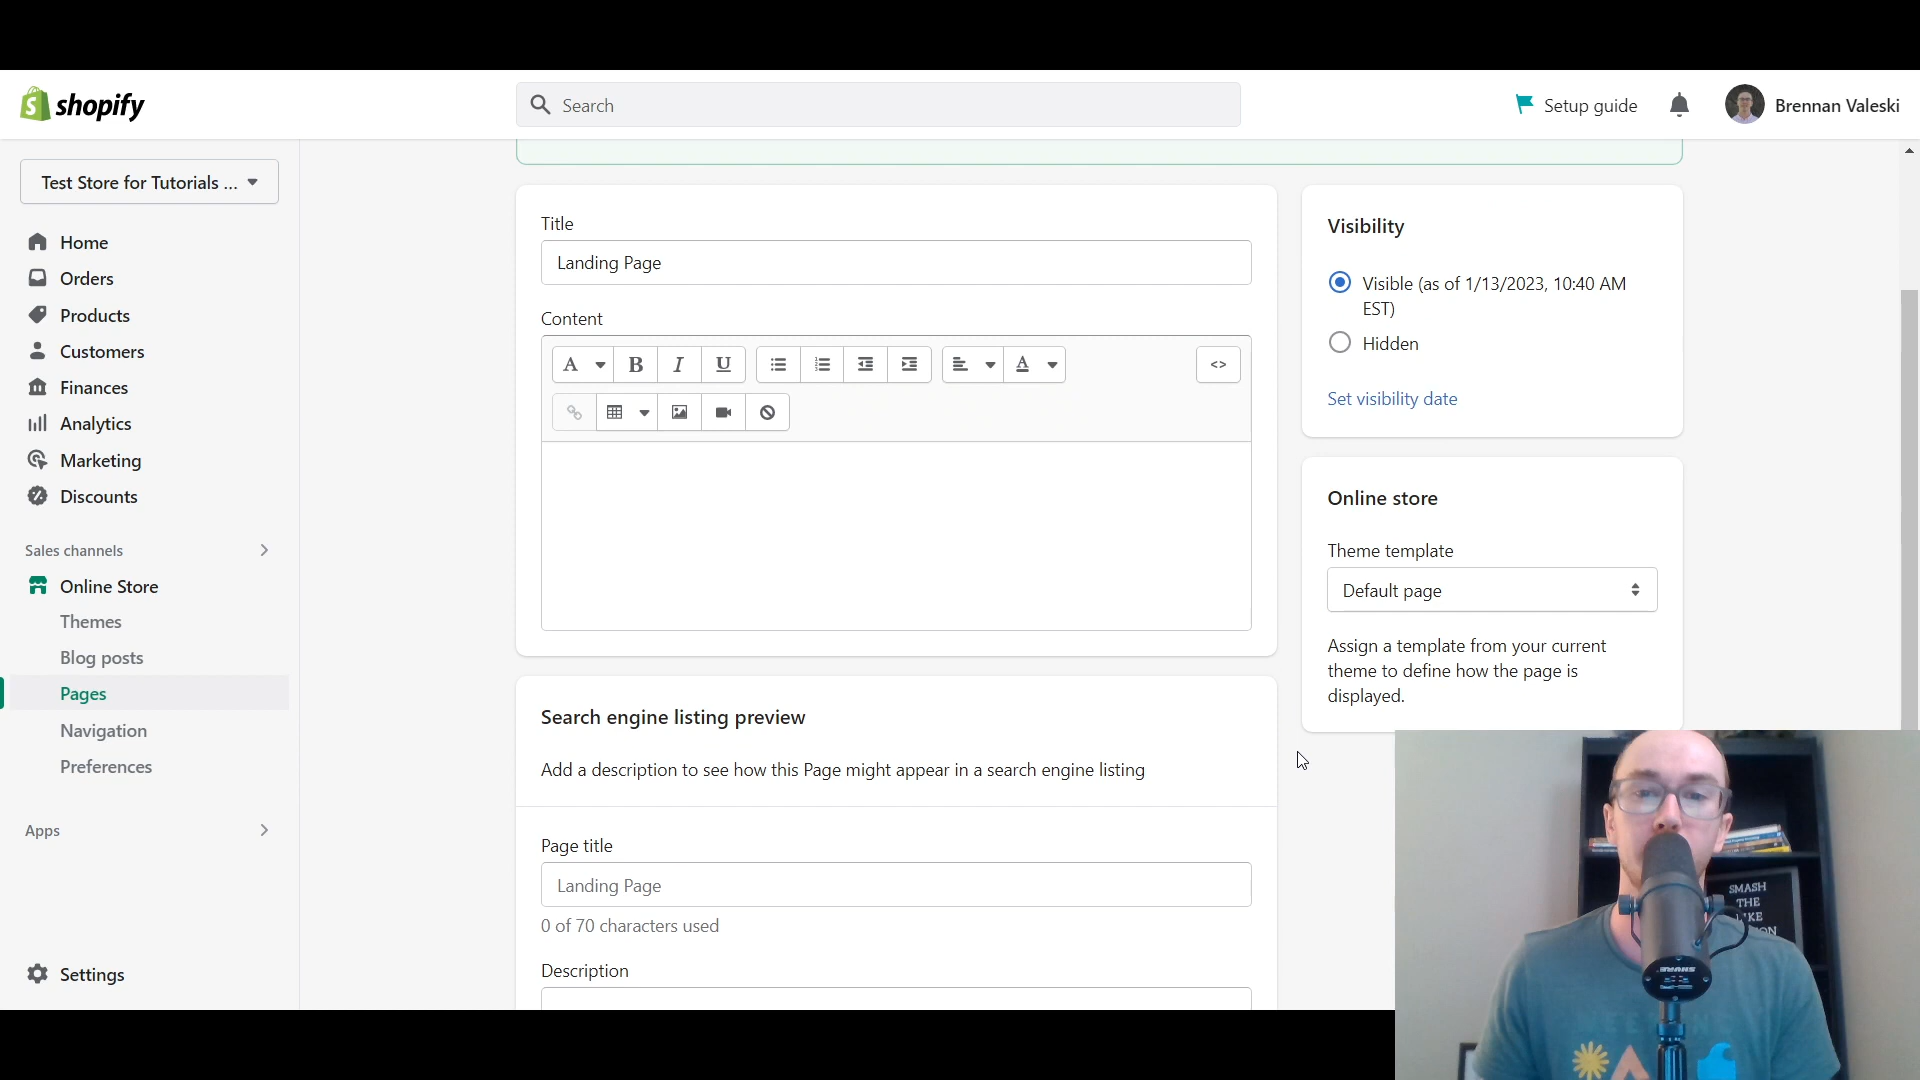 shopify
Search
Setup guide
Brennan Valeski
Test Store for Tutorials ...
Home
Orders
Products
Customers
Finances
Analytics
Marketing
Discounts
Sales channels
Online Store
Themes
Blog posts
Pages
Navigation
Preferences
Apps
Settings
Title
Landing Page
Content
A
B
I
U
A
<>
Search engine listing preview
Add a description to see how this Page might appear in a search engine listing
Page title
Landing Page
0 of 70 characters used
Description
Visibility
Visible (as of 1/13/2023, 10:40 AM
EST)
Hidden
Set visibility date
Online store
Theme template
Default page
Assign a template from your current
theme to define how the page is
displayed.
SMASH
THE
SHURE